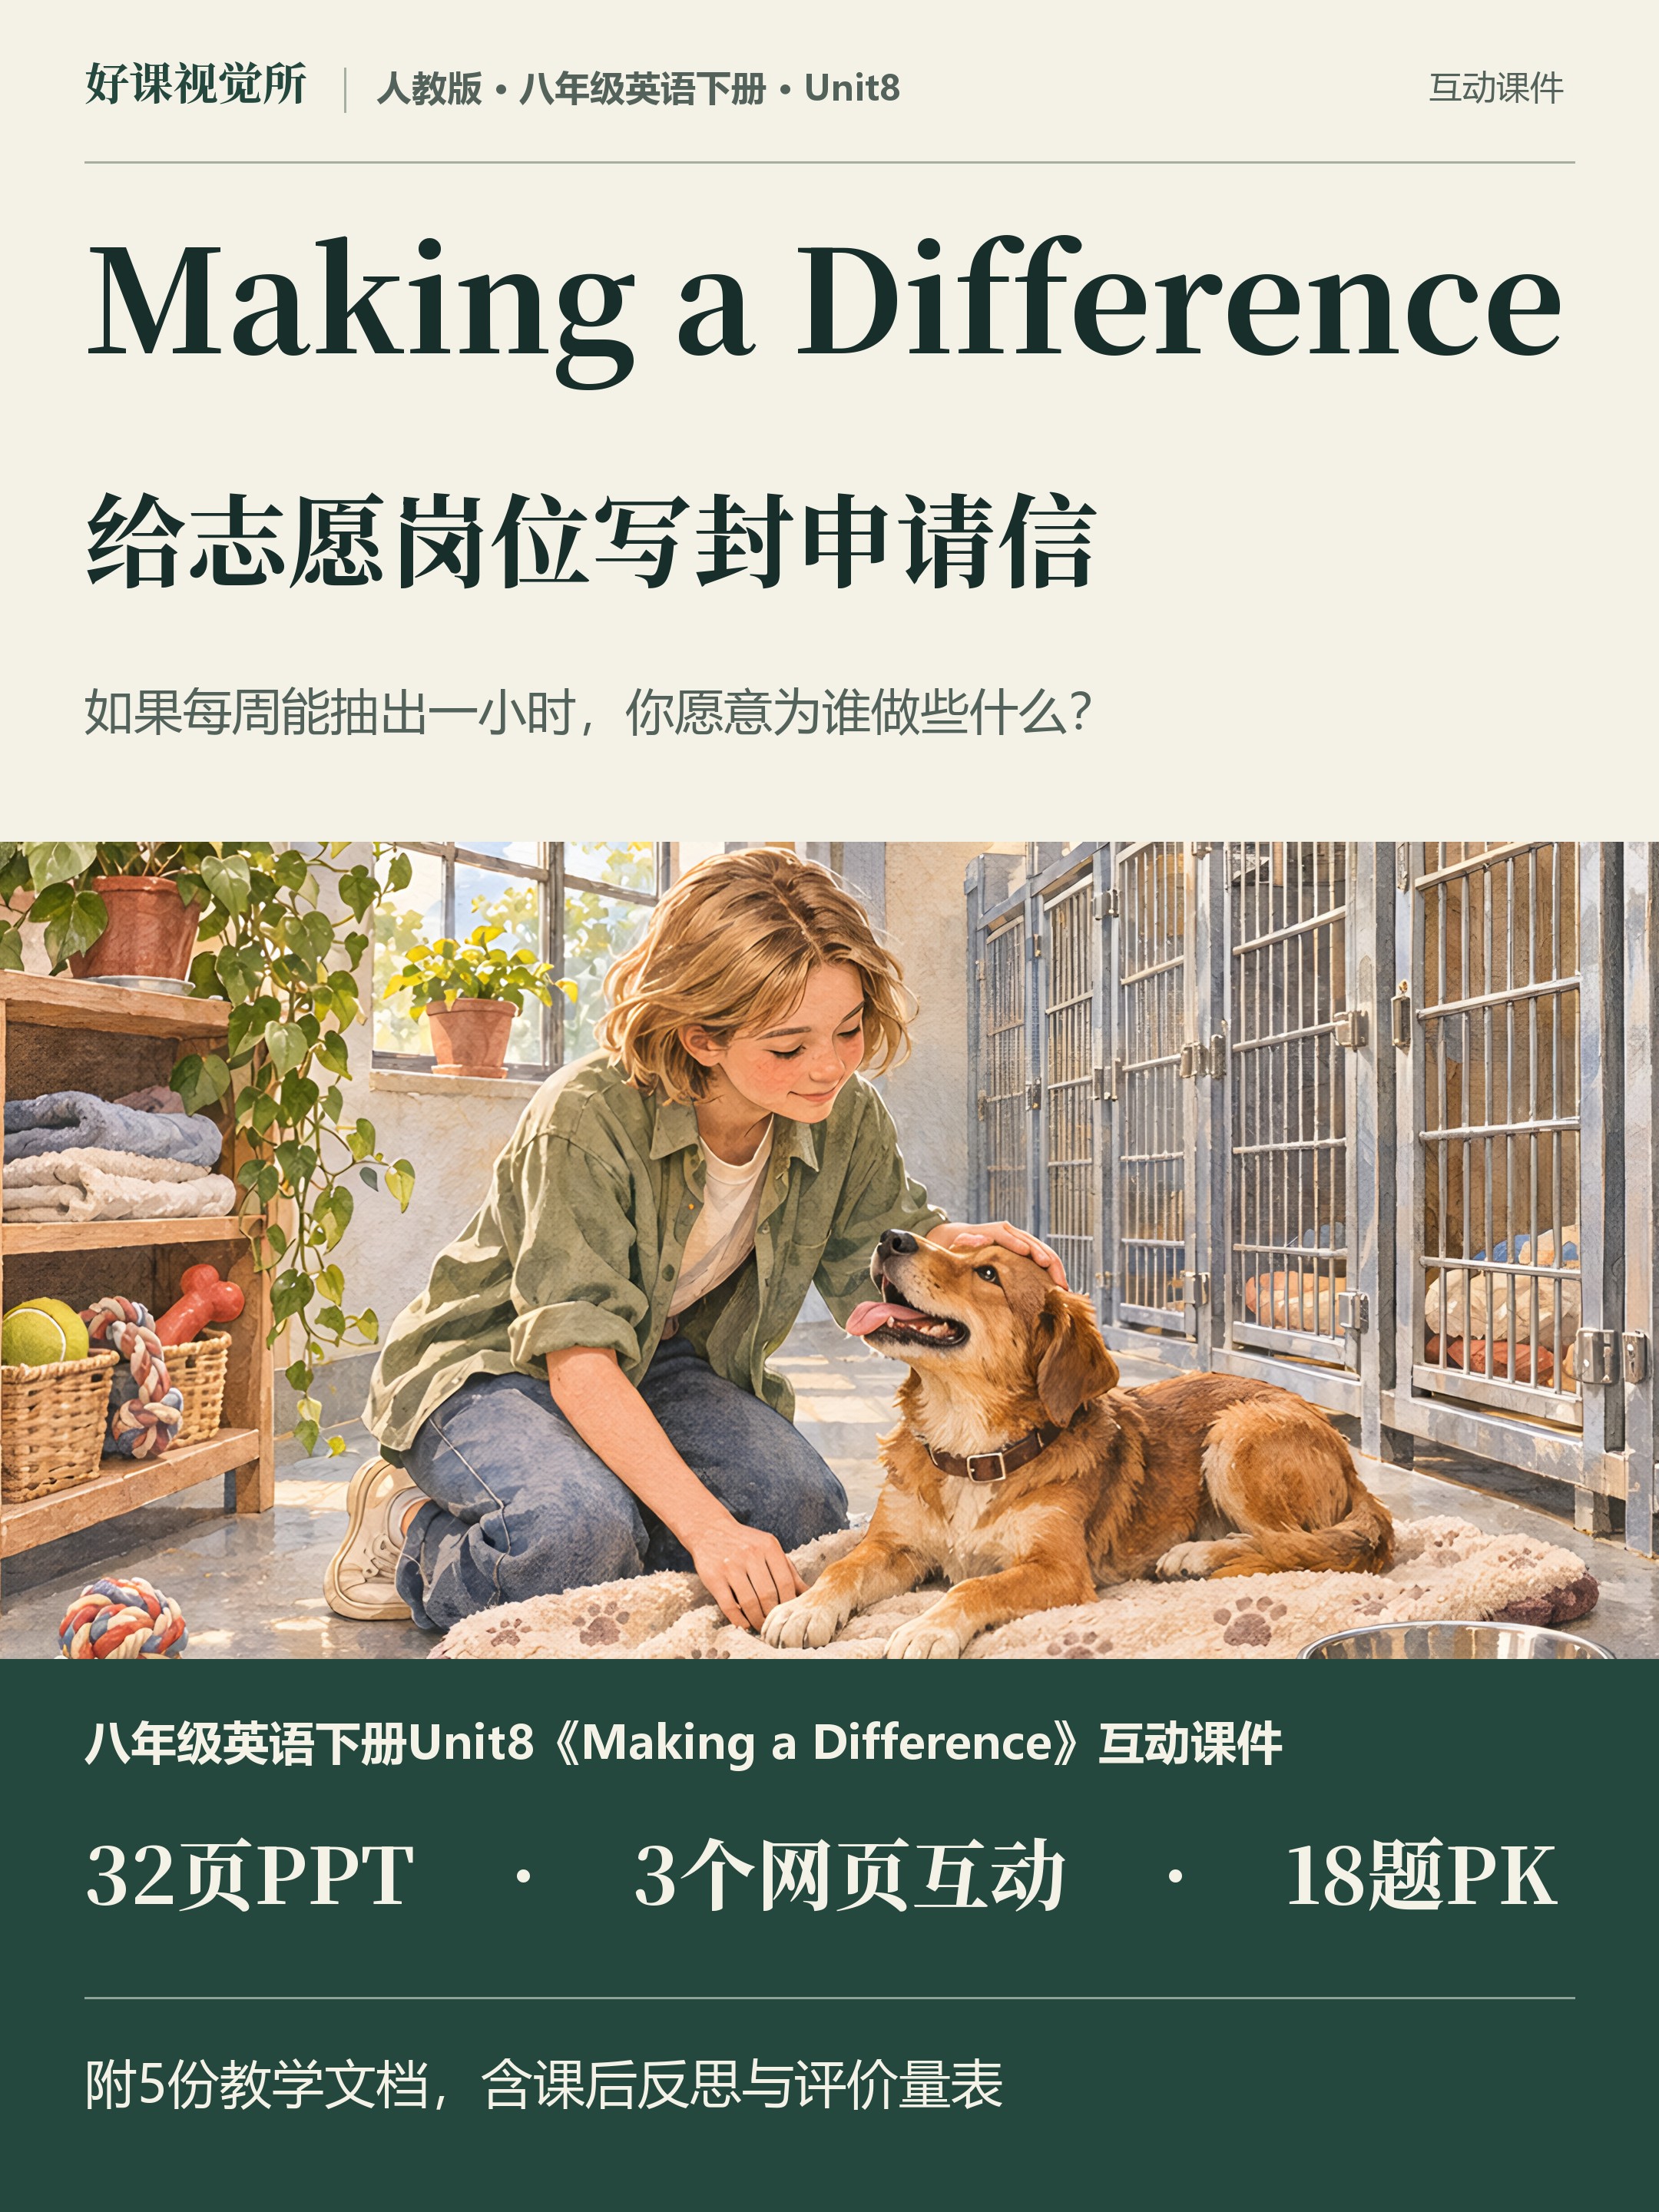 好课视觉所 | 人教版·八年级英语下册·Unit8
互动课件
Making a Difference
给志愿岗位写封申请信
如果每周能抽出一小时，你愿意为谁做些什么？
八年级英语下册Unit8《Making a Difference》互动课件
32页PPT · 3个网页互动 · 18题PK
附5份教学文档，含课后反思与评价量表